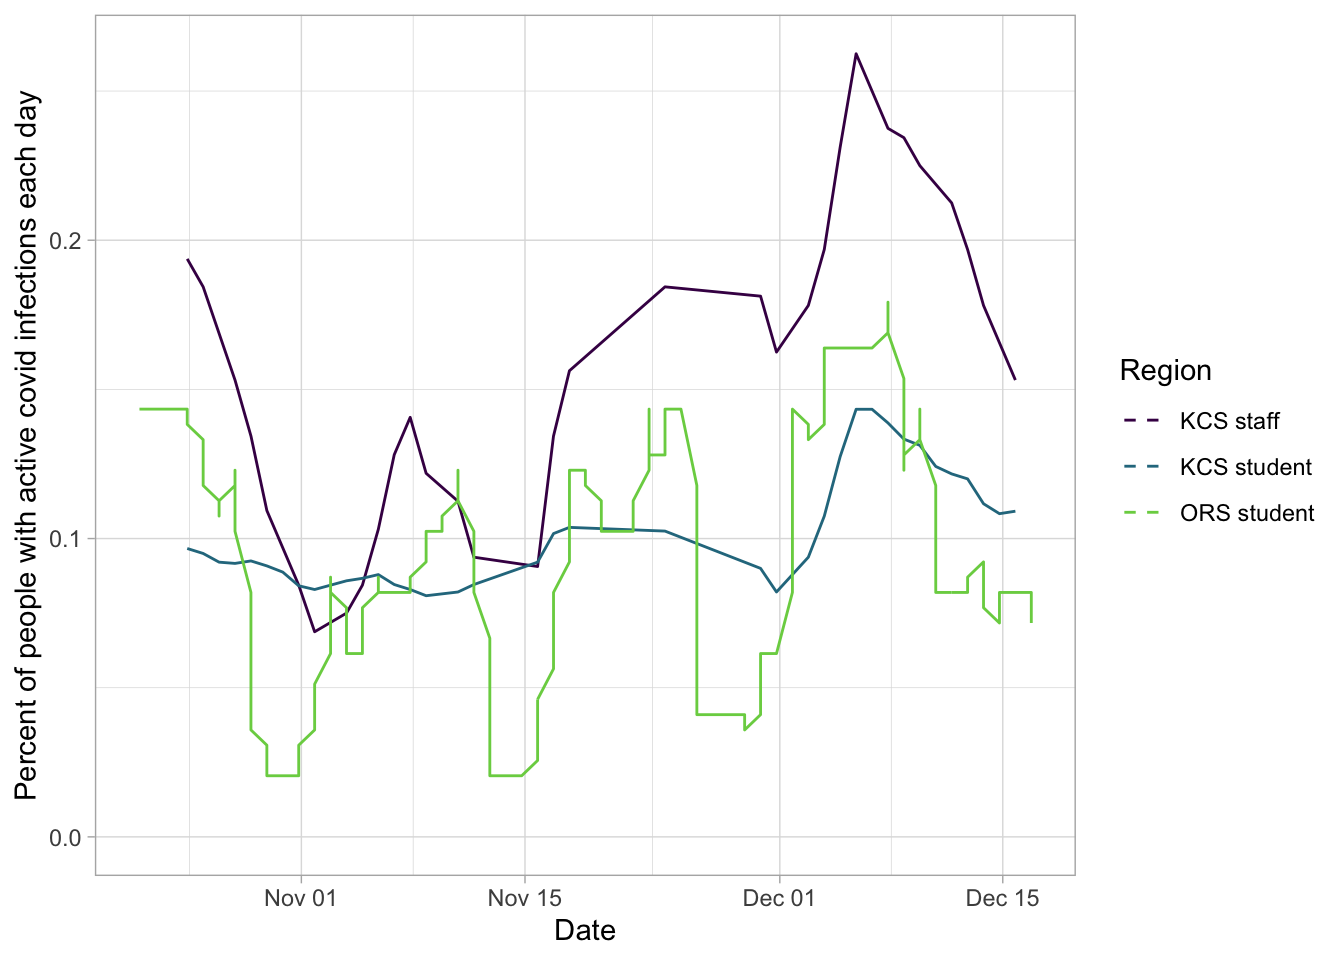 Percent of people with active covid infections each day
0.2
0.1
0.0
Nov 01
Nov 15
Dec 01
Dec 15
Date
Region
KCS staff
KCS student
ORS student